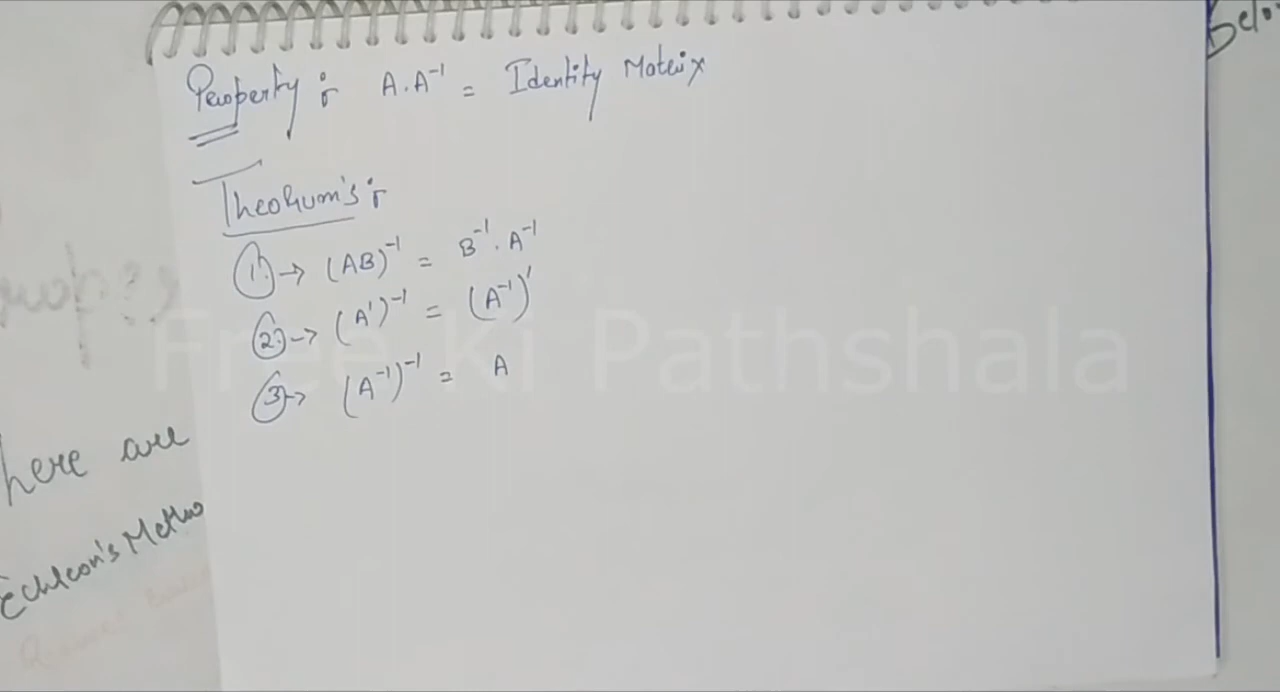 Property :- A.A⁻¹ = Identity Matrix
Theorum's :-
① → (AB)⁻¹ = B⁻¹. A⁻¹
② → (A')⁻¹ = (A⁻¹)'
③ → (A⁻¹)⁻¹ = A
Free Ki Pathshala
here are
Echleon's Metho